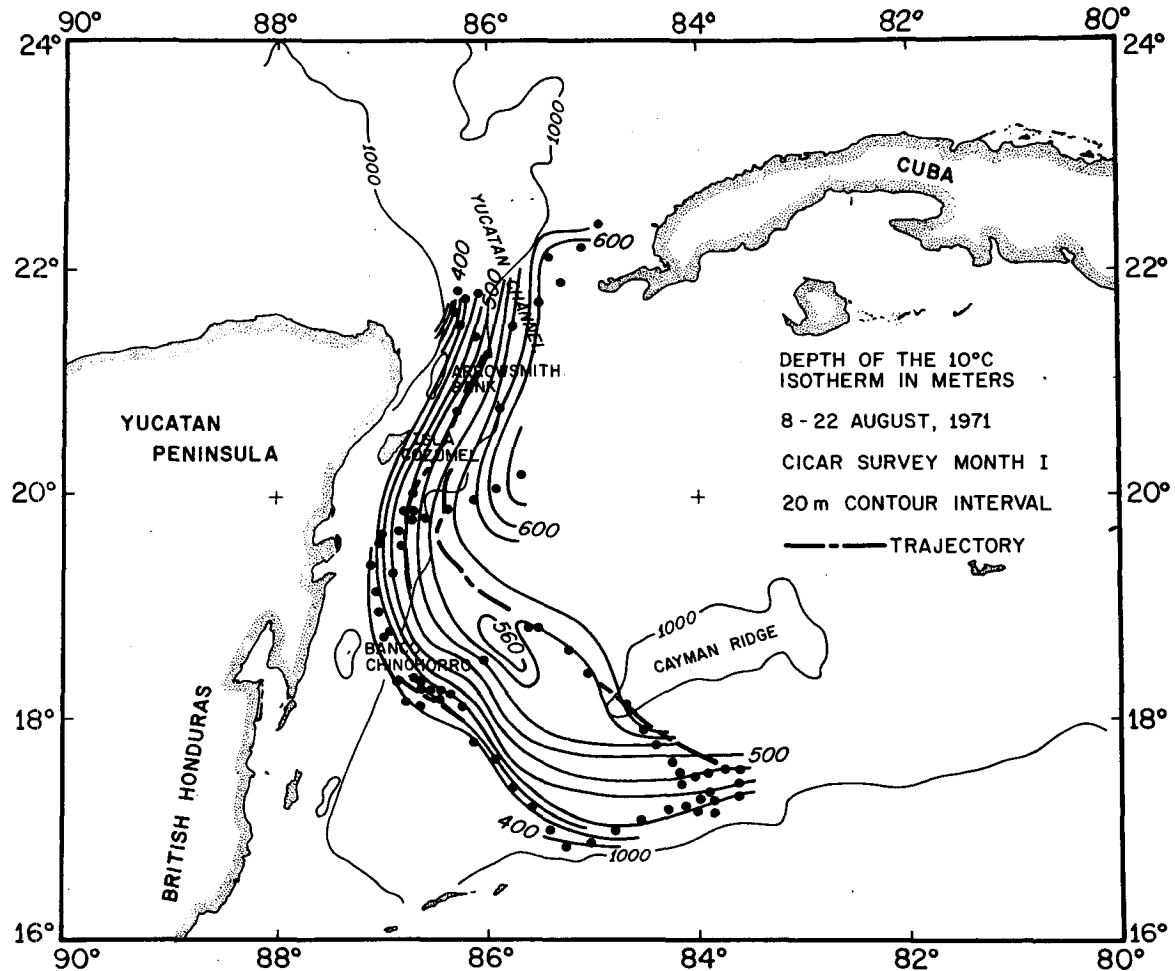 90° 88° 86° 84° 82° 80°
24° 24°
1000
1000
CUBA
YUCATAN CHANNEL
400
500
600
22° 22°
DEPTH OF THE 10°C
ISOTHERM IN METERS
ARROWSMITH
BANK
8-22 AUGUST, 1971
YUCATAN
PENINSULA
ISLA
COZUMEL
CICAR SURVEY MONTH I
20° 20°
20m CONTOUR INTERVAL
600
TRAJECTORY
1000
560
CAYMAN RIDGE
BANCO
CHINCHORRO
18° 18°
500
BRITISH HONDURAS
400
1000
16° 16°
90° 88° 86° 84° 82° 80°